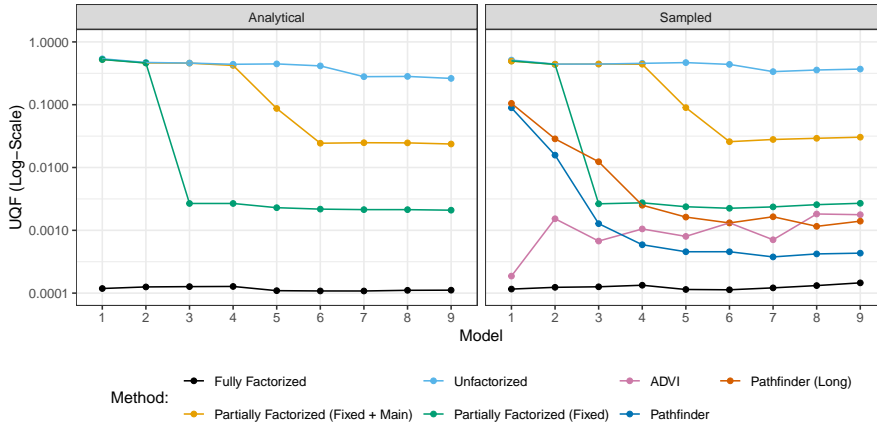 Analytical Sampled
UQF (Log−Scale)
1.0000
0.1000
0.0100
0.0010
0.0001
1 2 3 4 5 6 7 8 9 1 2 3 4 5 6 7 8 9
Model
Method:
Fully Factorized Unfactorized ADVI Pathfinder (Long)
Partially Factorized (Fixed + Main) Partially Factorized (Fixed) Pathfinder